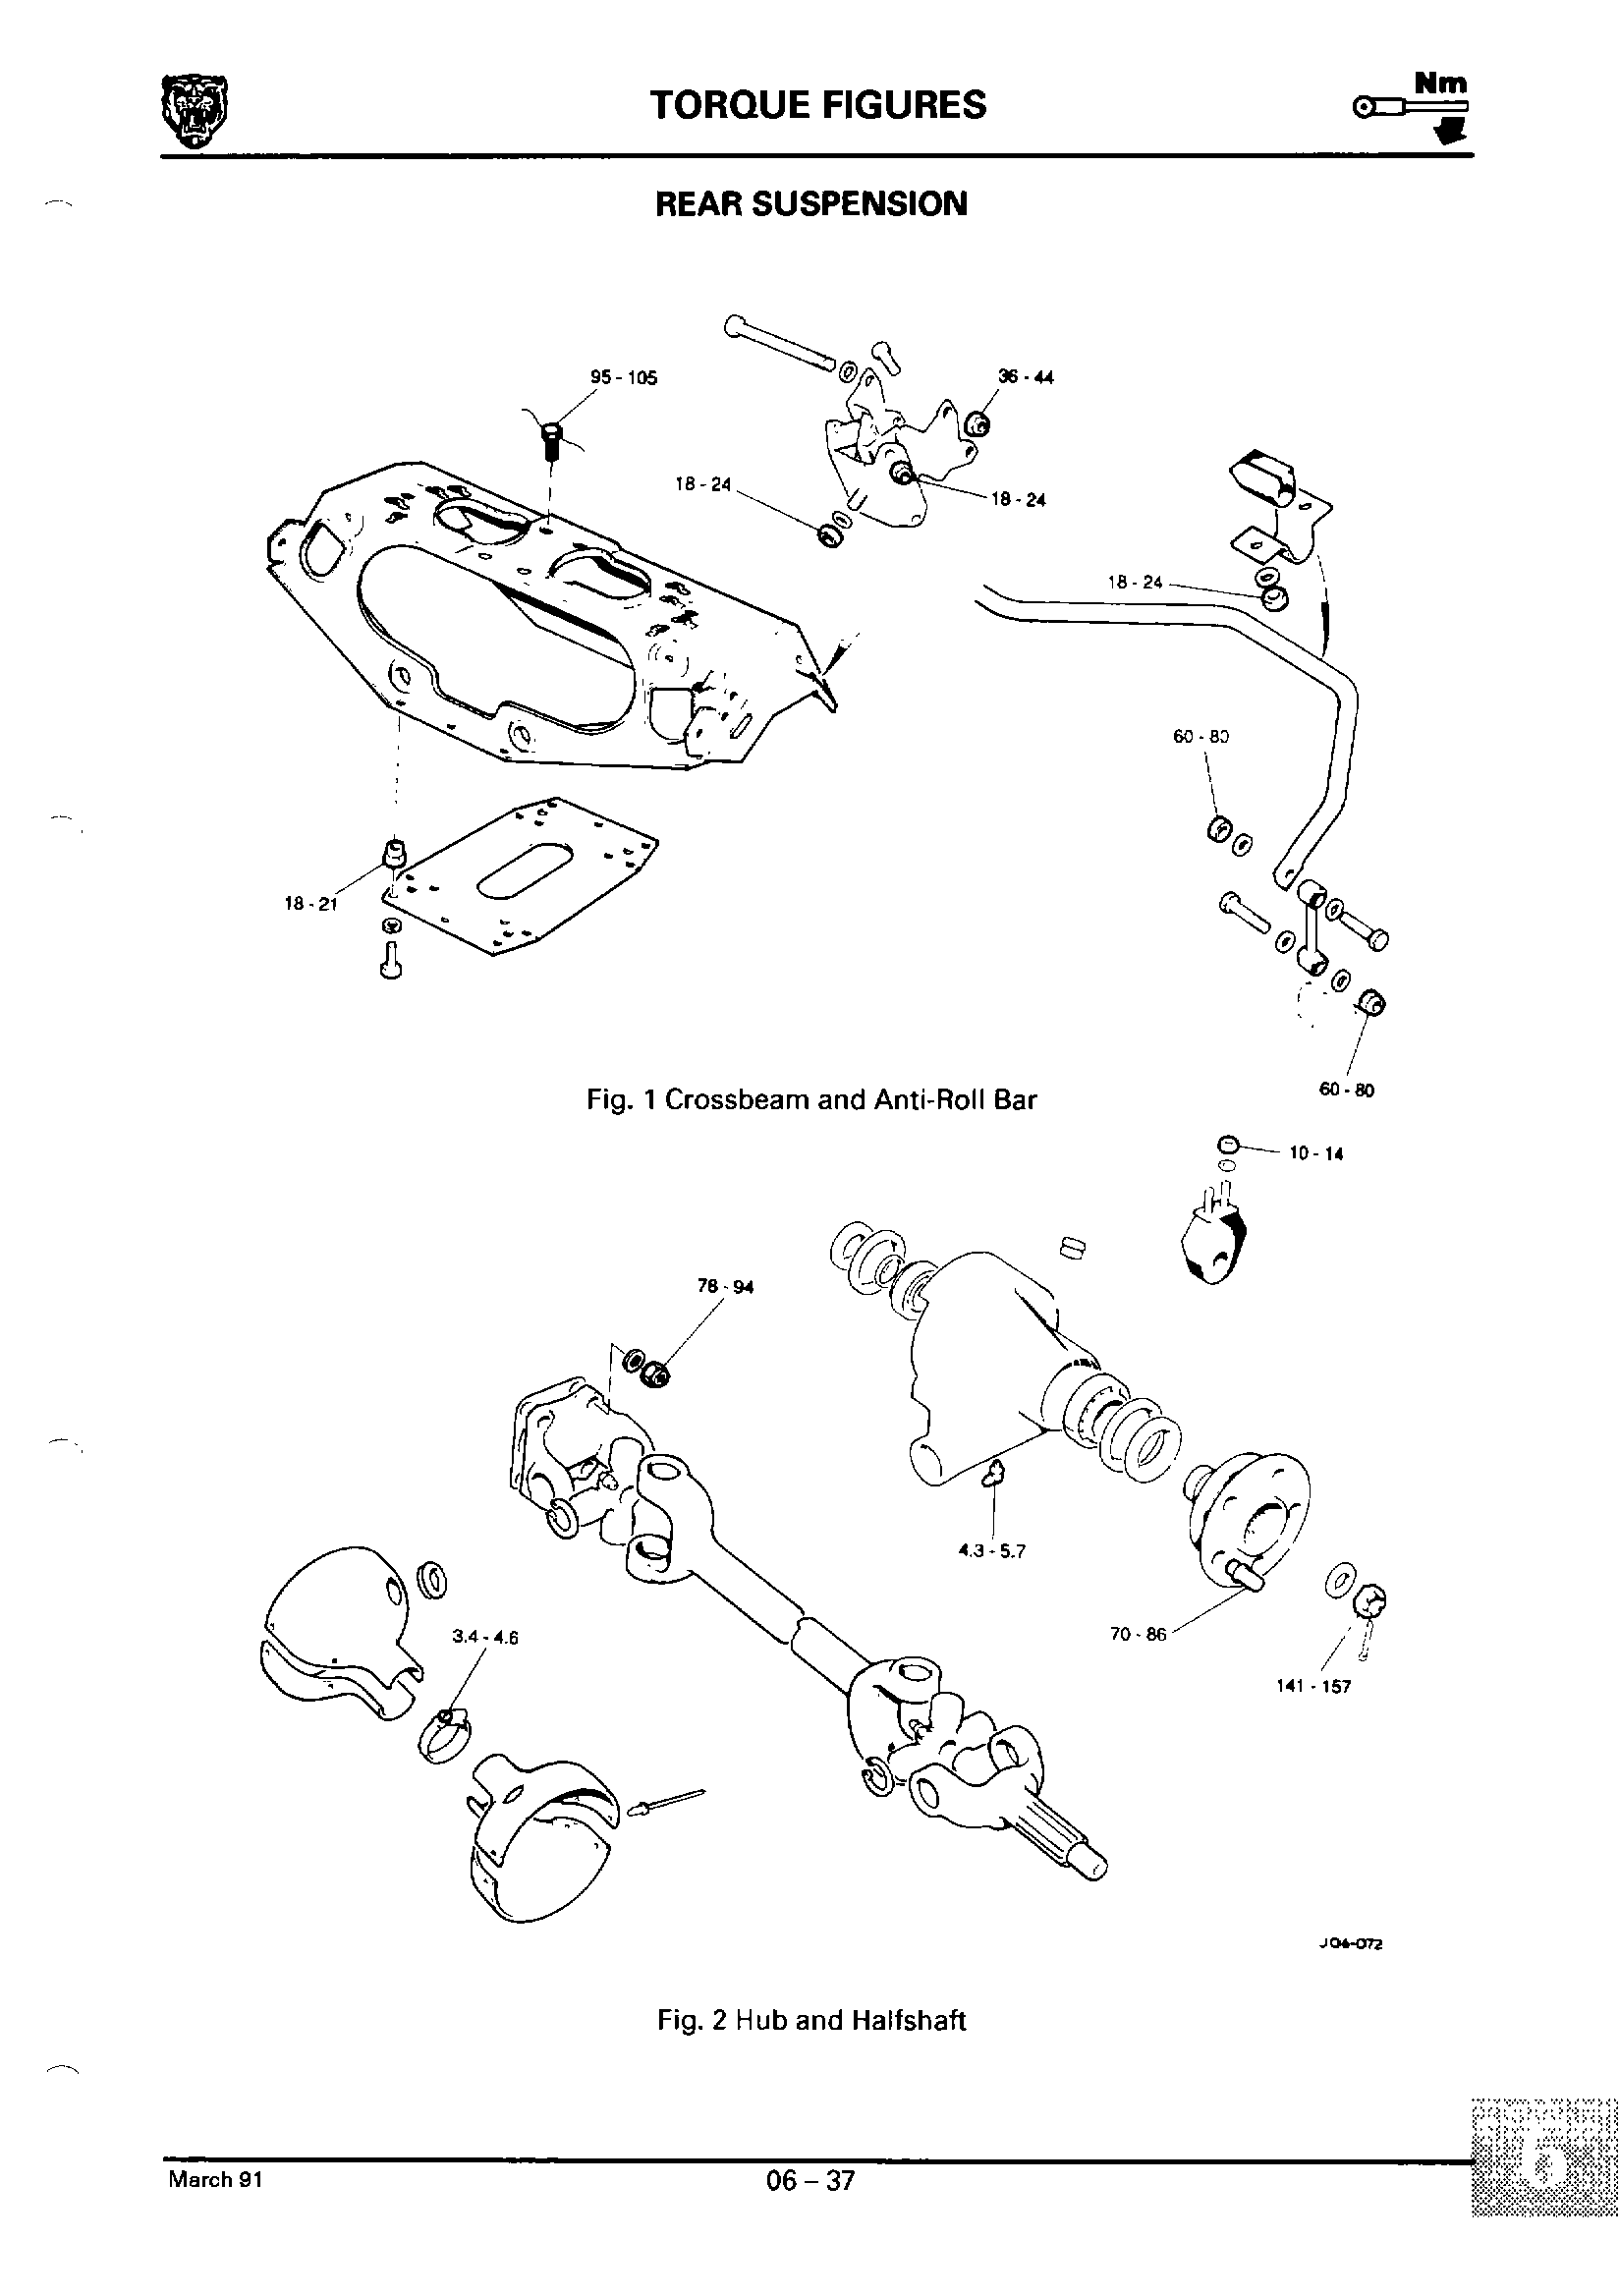 Nm
TORQUE FIGURES
REAR SUSPENSION
95 - 105
36 - 44
18 - 24
18 - 24
18 - 24
60 - 80
18 - 21
60 - 80
Fig. 1 Crossbeam and Anti-Roll Bar
10 - 14
78 - 94
4.3 - 5.7
3.4 - 4.6
70 - 86
141 - 157
J04-072
Fig. 2 Hub and Halfshaft
6
March 91
06 – 37